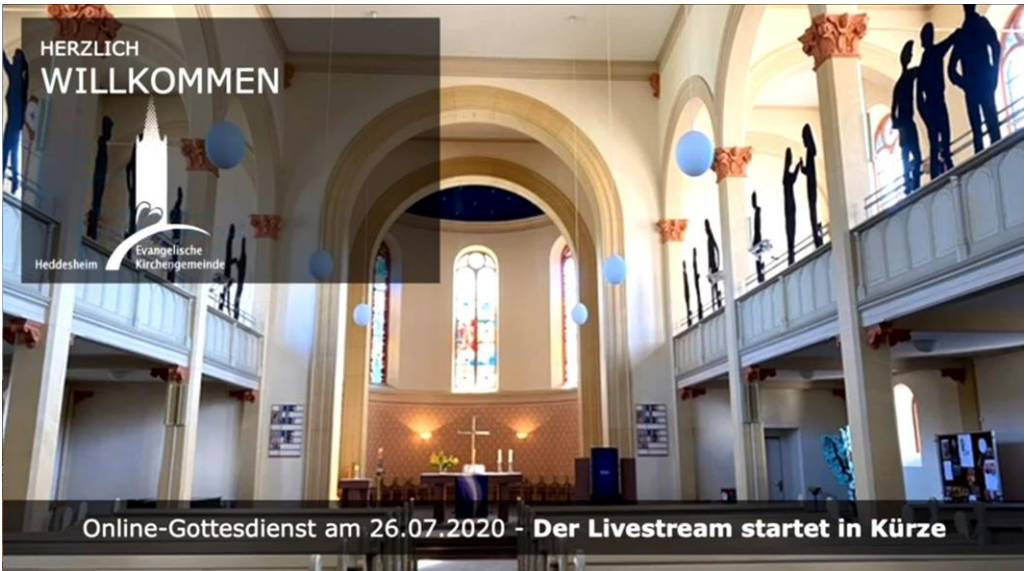 HERZLICH
WILLKOMMEN
Evangelische
Heddesheim Kirchengemeinde
Online-Gottesdienst am 26.07.2020 - Der Livestream startet in Kürze